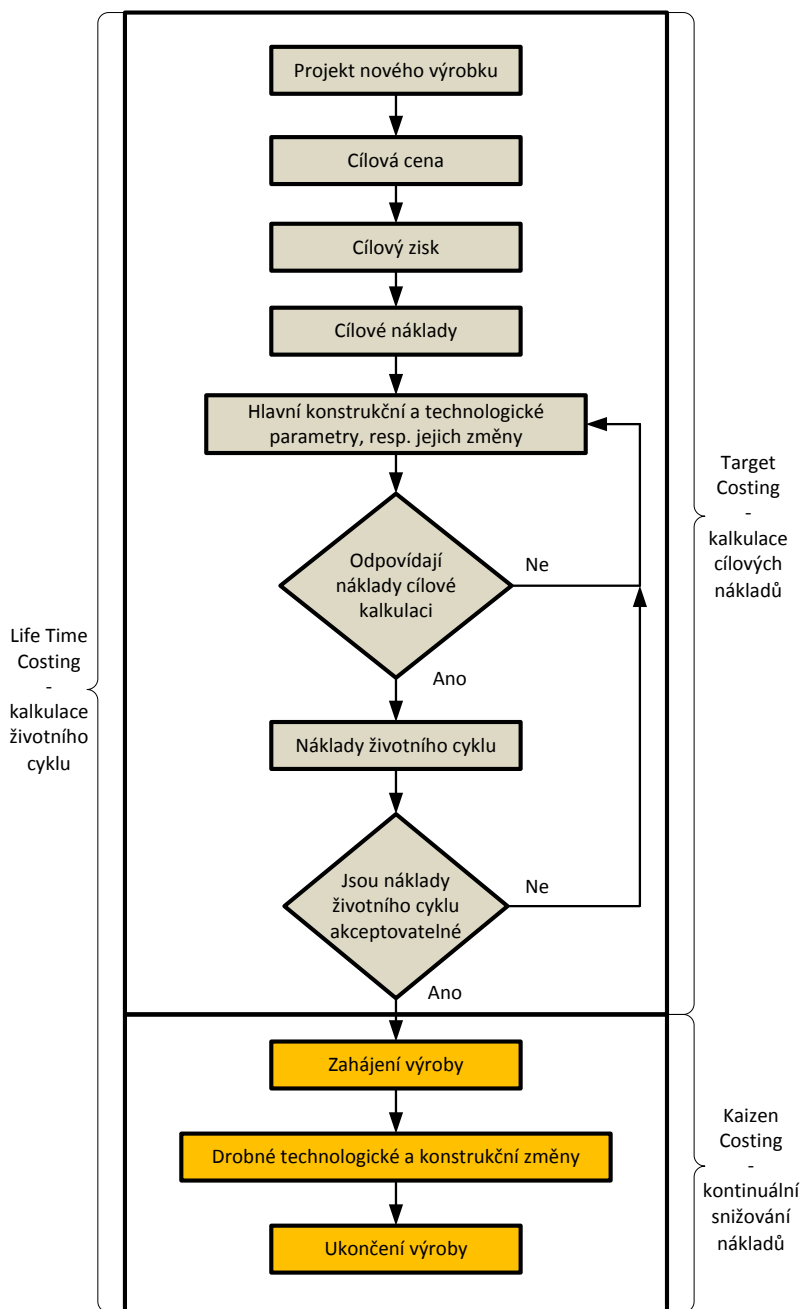 Projekt nového výrobku
Cílová cena
Cílový zisk
Cílové náklady
Hlavní konstrukční a technologické
parametry, resp. jejich změny
Odpovídají
náklady cílové
kalkulaci
Ne
Ano
Náklady životního cyklu
Jsou náklady
životního cyklu
akceptovatelné
Ne
Ano
Zahájení výroby
Drobné technologické a konstrukční změny
Ukončení výroby
Life Time
Costing
-
kalkulace
životního
cyklu
Target
Costing
-
kalkulace
cílových
nákladů
Kaizen
Costing
-
kontinuální
snižování
nákladů